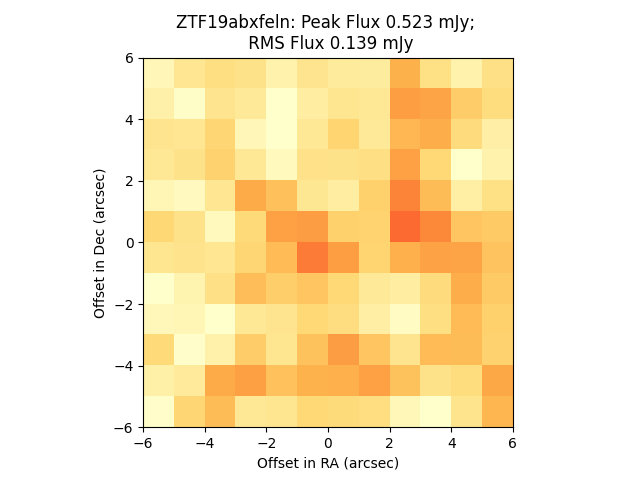 ZTF19abxfeln: Peak Flux 0.523 mJy;
RMS Flux 0.139 mJy
6
4
2
0
−2
−4
−6
Offset in Dec (arcsec)
−6 −4 −2 0 2 4 6
Offset in RA (arcsec)